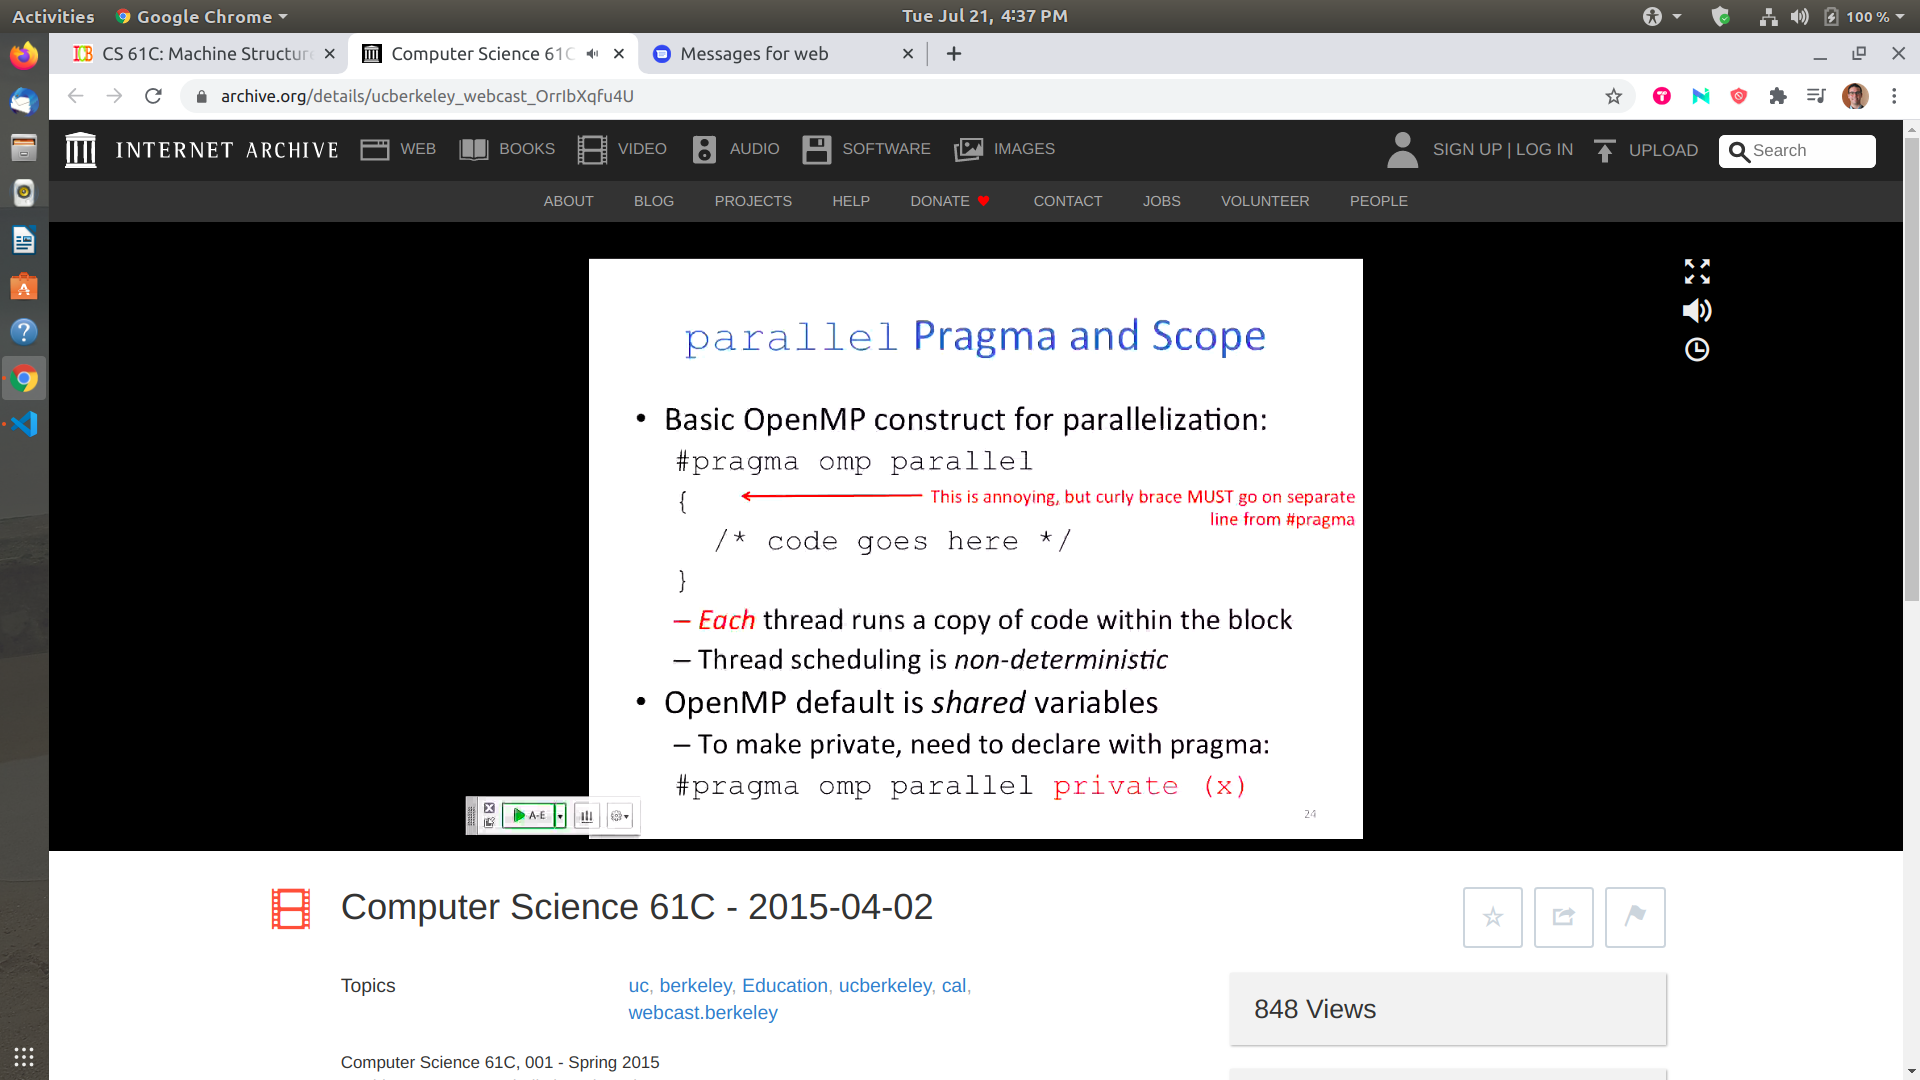 Activities
Google Chrome
Tue Jul 21, 4:37 PM
100 %
CS 61C: Machine Structure
Computer Science 61C
Messages for web
archive.org/details/ucberkeley_webcast_OrrIbXqfu4U
INTERNET ARCHIVE
WEB
BOOKS
VIDEO
AUDIO
SOFTWARE
IMAGES
SIGN UP | LOG IN
UPLOAD
Search
ABOUT
BLOG
PROJECTS
HELP
DONATE
CONTACT
JOBS
VOLUNTEER
PEOPLE
parallel Pragma and Scope
• Basic OpenMP construct for parallelization:
#pragma omp parallel
{
This is annoying, but curly brace MUST go on separate
line from #pragma
/* code goes here */
}
– Each thread runs a copy of code within the block
– Thread scheduling is non-deterministic
• OpenMP default is shared variables
– To make private, need to declare with pragma:
#pragma omp parallel private (x)
24
A-E
Computer Science 61C - 2015-04-02
Topics
uc, berkeley, Education, ucberkeley, cal,
webcast.berkeley
848 Views
Computer Science 61C, 001 - Spring 2015